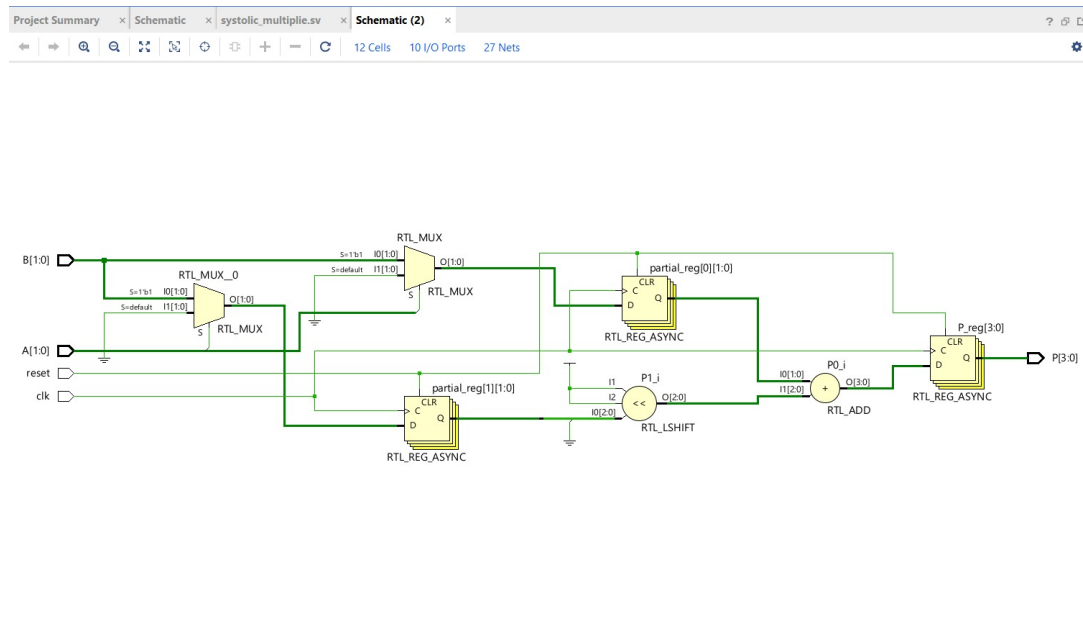 Project Summary × Schematic × systolic_multiplie.sv × Schematic (2) ×
12 Cells 10 I/O Ports 27 Nets
RTL_MUX
B[1:0]
S=1'b1 I0[1:0]
S=default I1[1:0]
O[1:0]
S
RTL_MUX
RTL_MUX__0
S=1'b1 I0[1:0]
S=default I1[1:0]
O[1:0]
S
RTL_MUX
A[1:0]
reset
clk
partial_reg[0][1:0]
CLR
C
Q
D
RTL_REG_ASYNC
partial_reg[1][1:0]
CLR
C
Q
D
RTL_REG_ASYNC
P1_i
I1
I2
I0[2:0]
<<
O[2:0]
RTL_LSHIFT
P0_i
I0[1:0]
I1[2:0]
+
O[3:0]
RTL_ADD
P_reg[3:0]
CLR
C
Q
D
RTL_REG_ASYNC
P[3:0]